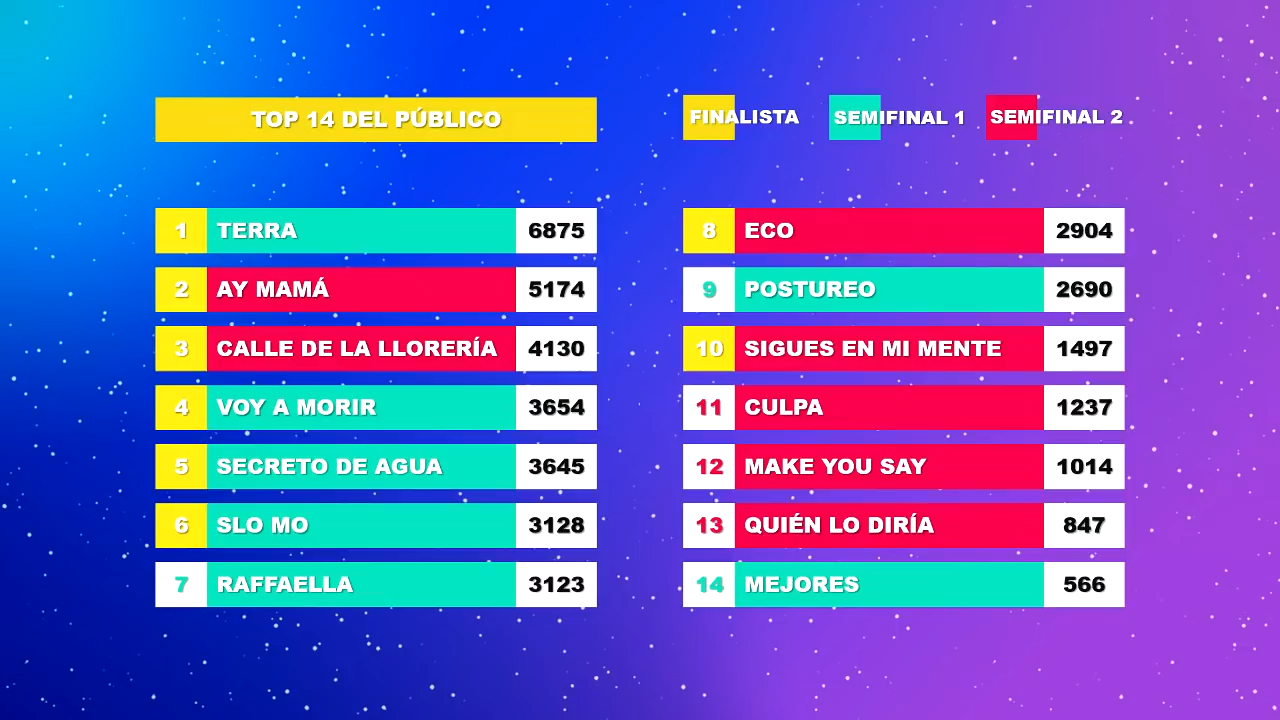 TOP 14 DEL PÚBLICO
FINALISTA SEMIFINAL 1 SEMIFINAL 2
1 TERRA 6875
2 AY MAMÁ 5174
3 CALLE DE LA LLORERÍA 4130
4 VOY A MORIR 3654
5 SECRETO DE AGUA 3645
6 SLO MO 3128
7 RAFFAELLA 3123
8 ECO 2904
9 POSTUREO 2690
10 SIGUES EN MI MENTE 1497
11 CULPA 1237
12 MAKE YOU SAY 1014
13 QUIÉN LO DIRÍA 847
14 MEJORES 566